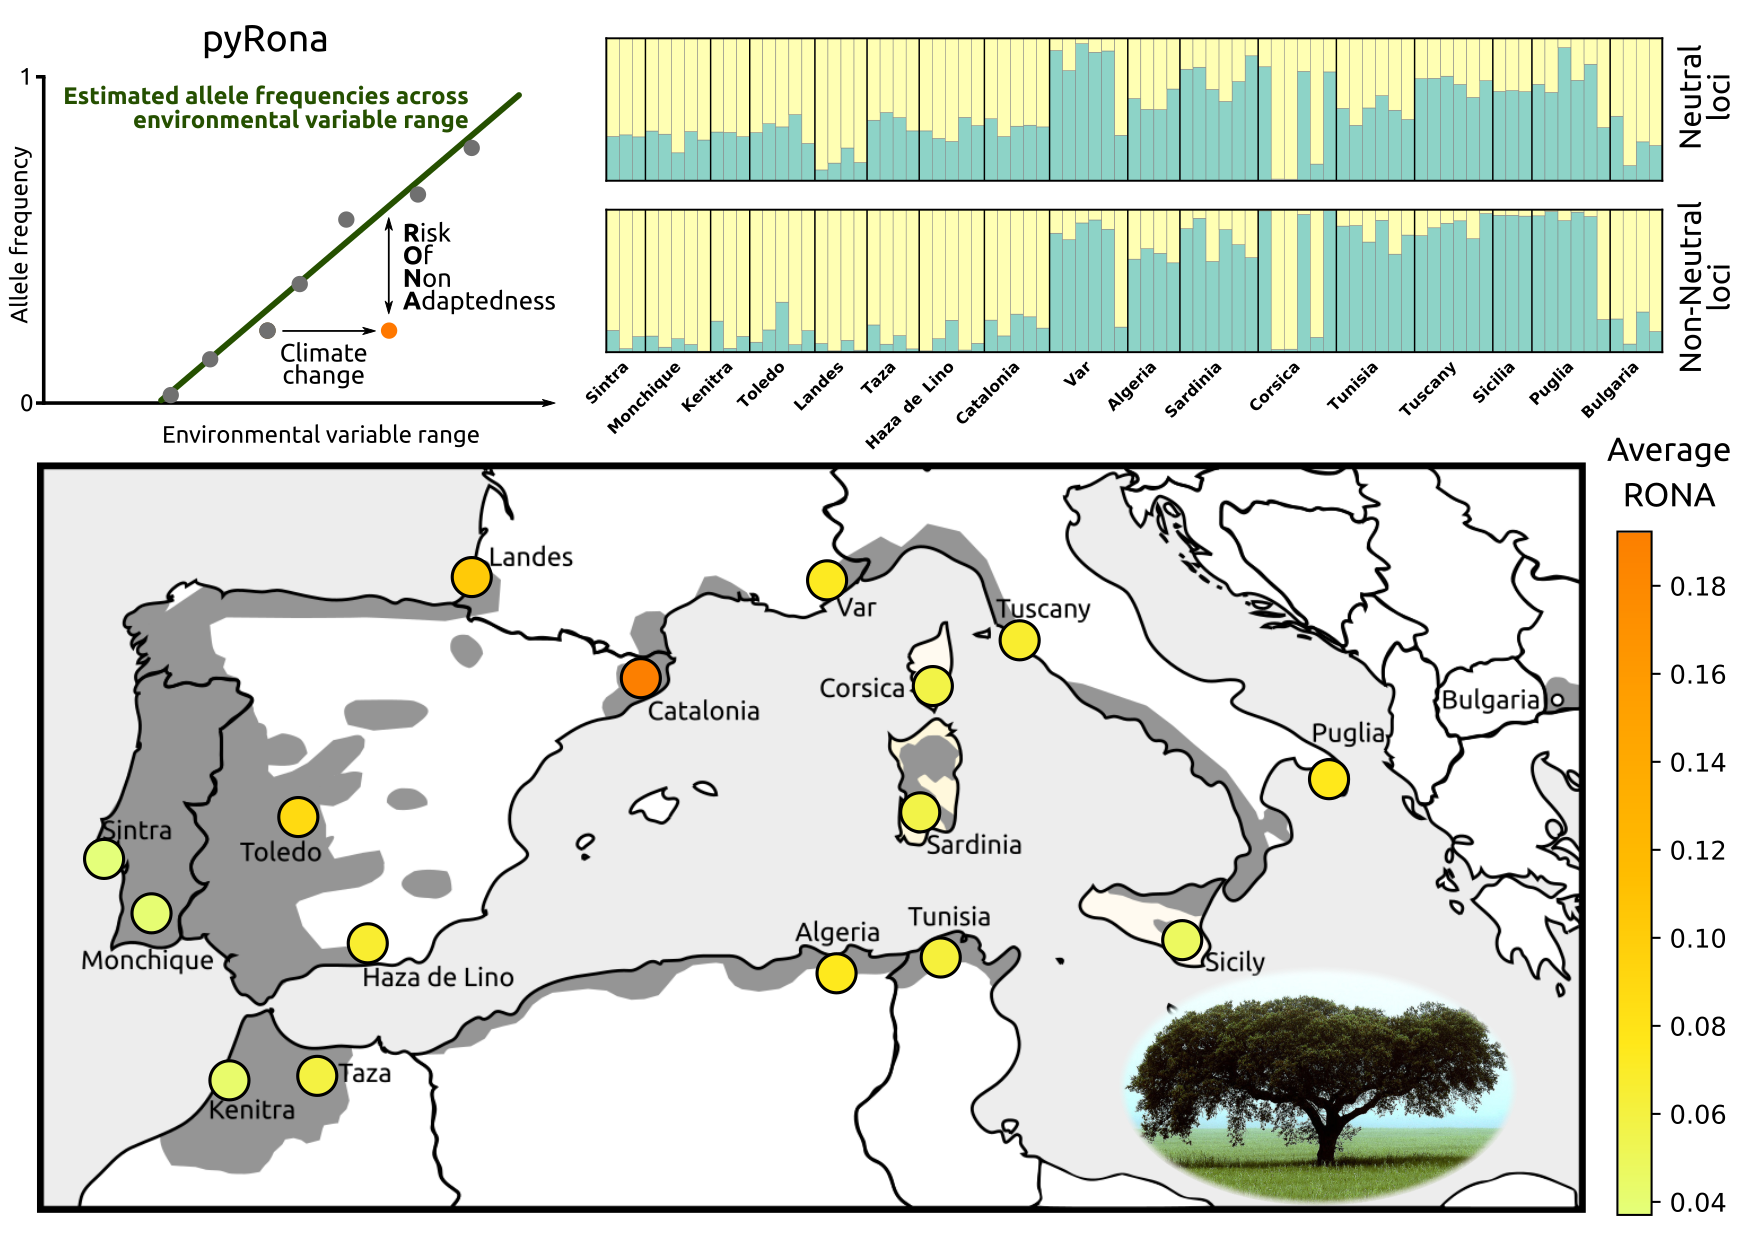 pyRona
1
Estimated allele frequencies across
environmental variable range
Allele frequency
Risk
Of
Non
Adaptedness
Climate
change
0
Environmental variable range
Neutral
loci
Non-Neutral
loci
Sintra
Monchique
Kenitra
Toledo
Landes
Taza
Haza de Lino
Catalonia
Var
Algeria
Sardinia
Corsica
Tunisia
Tuscany
Sicilia
Puglia
Bulgaria
Average
RONA
0.18
0.16
0.14
0.12
0.10
0.08
0.06
0.04
Landes
Var
Tuscany
Corsica
Catalonia
Bulgaria
Puglia
Sintra
Toledo
Sardinia
Monchique
Haza de Lino
Algeria
Tunisia
Sicily
Taza
Kenitra